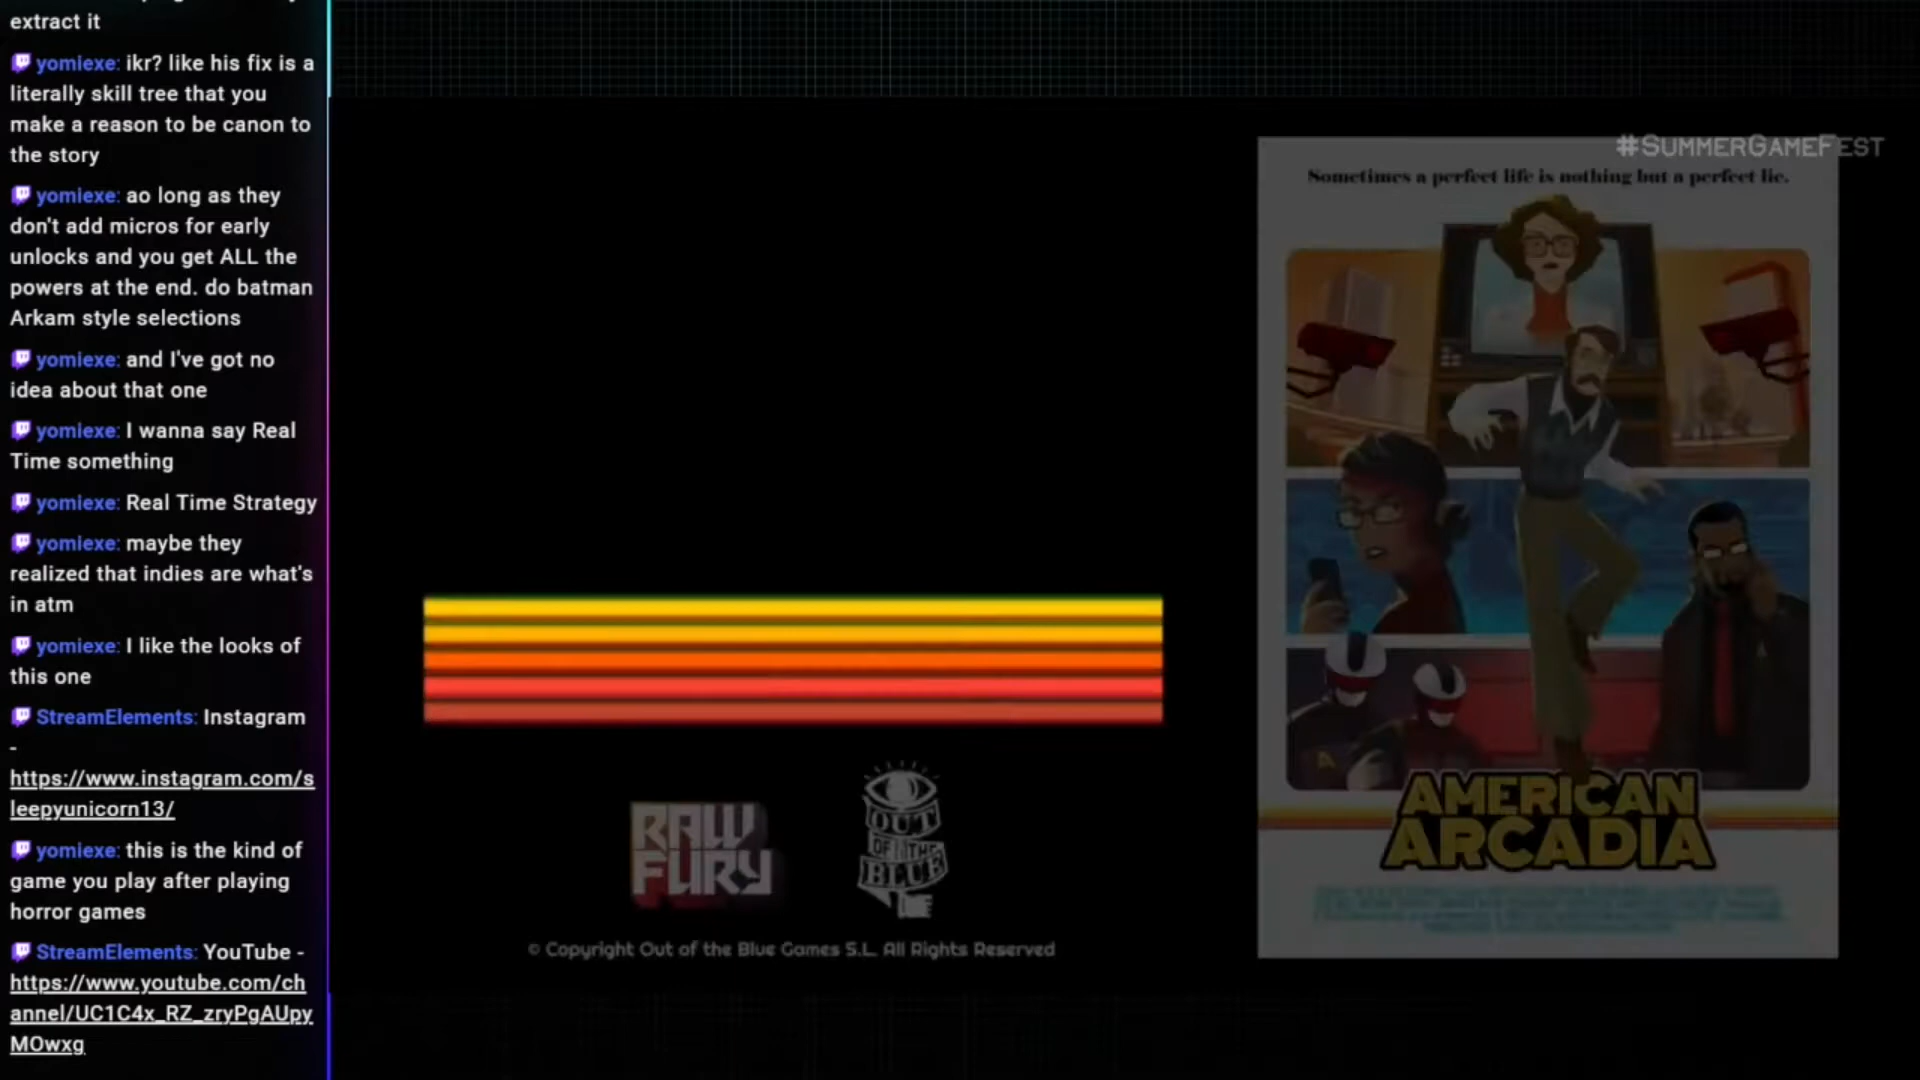 extract it
yomiexe: ikr? like his fix is a
literally skill tree that you
make a reason to be canon to
the story
yomiexe: ao long as they
don't add micros for early
unlocks and you get ALL the
powers at the end. do batman
Arkam style selections
yomiexe: and I've got no
idea about that one
yomiexe: I wanna say Real
Time something
yomiexe: Real Time Strategy
yomiexe: maybe they
realized that indies are what's
in atm
yomiexe: I like the looks of
this one
StreamElements: Instagram
-
https://www.instagram.com/s
leepyunicorn13/
yomiexe: this is the kind of
game you play after playing
horror games
StreamElements: YouTube -
https://www.youtube.com/ch
annel/UC1C4x_RZ_zryPgAUpy
MOwxg
#SUMMERGAMEFEST
Sometimes a perfect life is nothing but a perfect lie.
AMERICAN
ARCADIA
RAW
FURY
OUT
OF THE
BLUE
© Copyright Out of the Blue Games S.L. All Rights Reserved